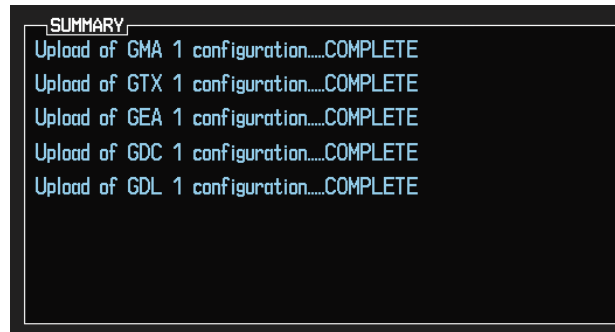 SUMMARY
Upload of GMA 1 configuration.....COMPLETE
Upload of GTX 1 configuration.....COMPLETE
Upload of GEA 1 configuration.....COMPLETE
Upload of GDC 1 configuration.....COMPLETE
Upload of GDL 1 configuration.....COMPLETE